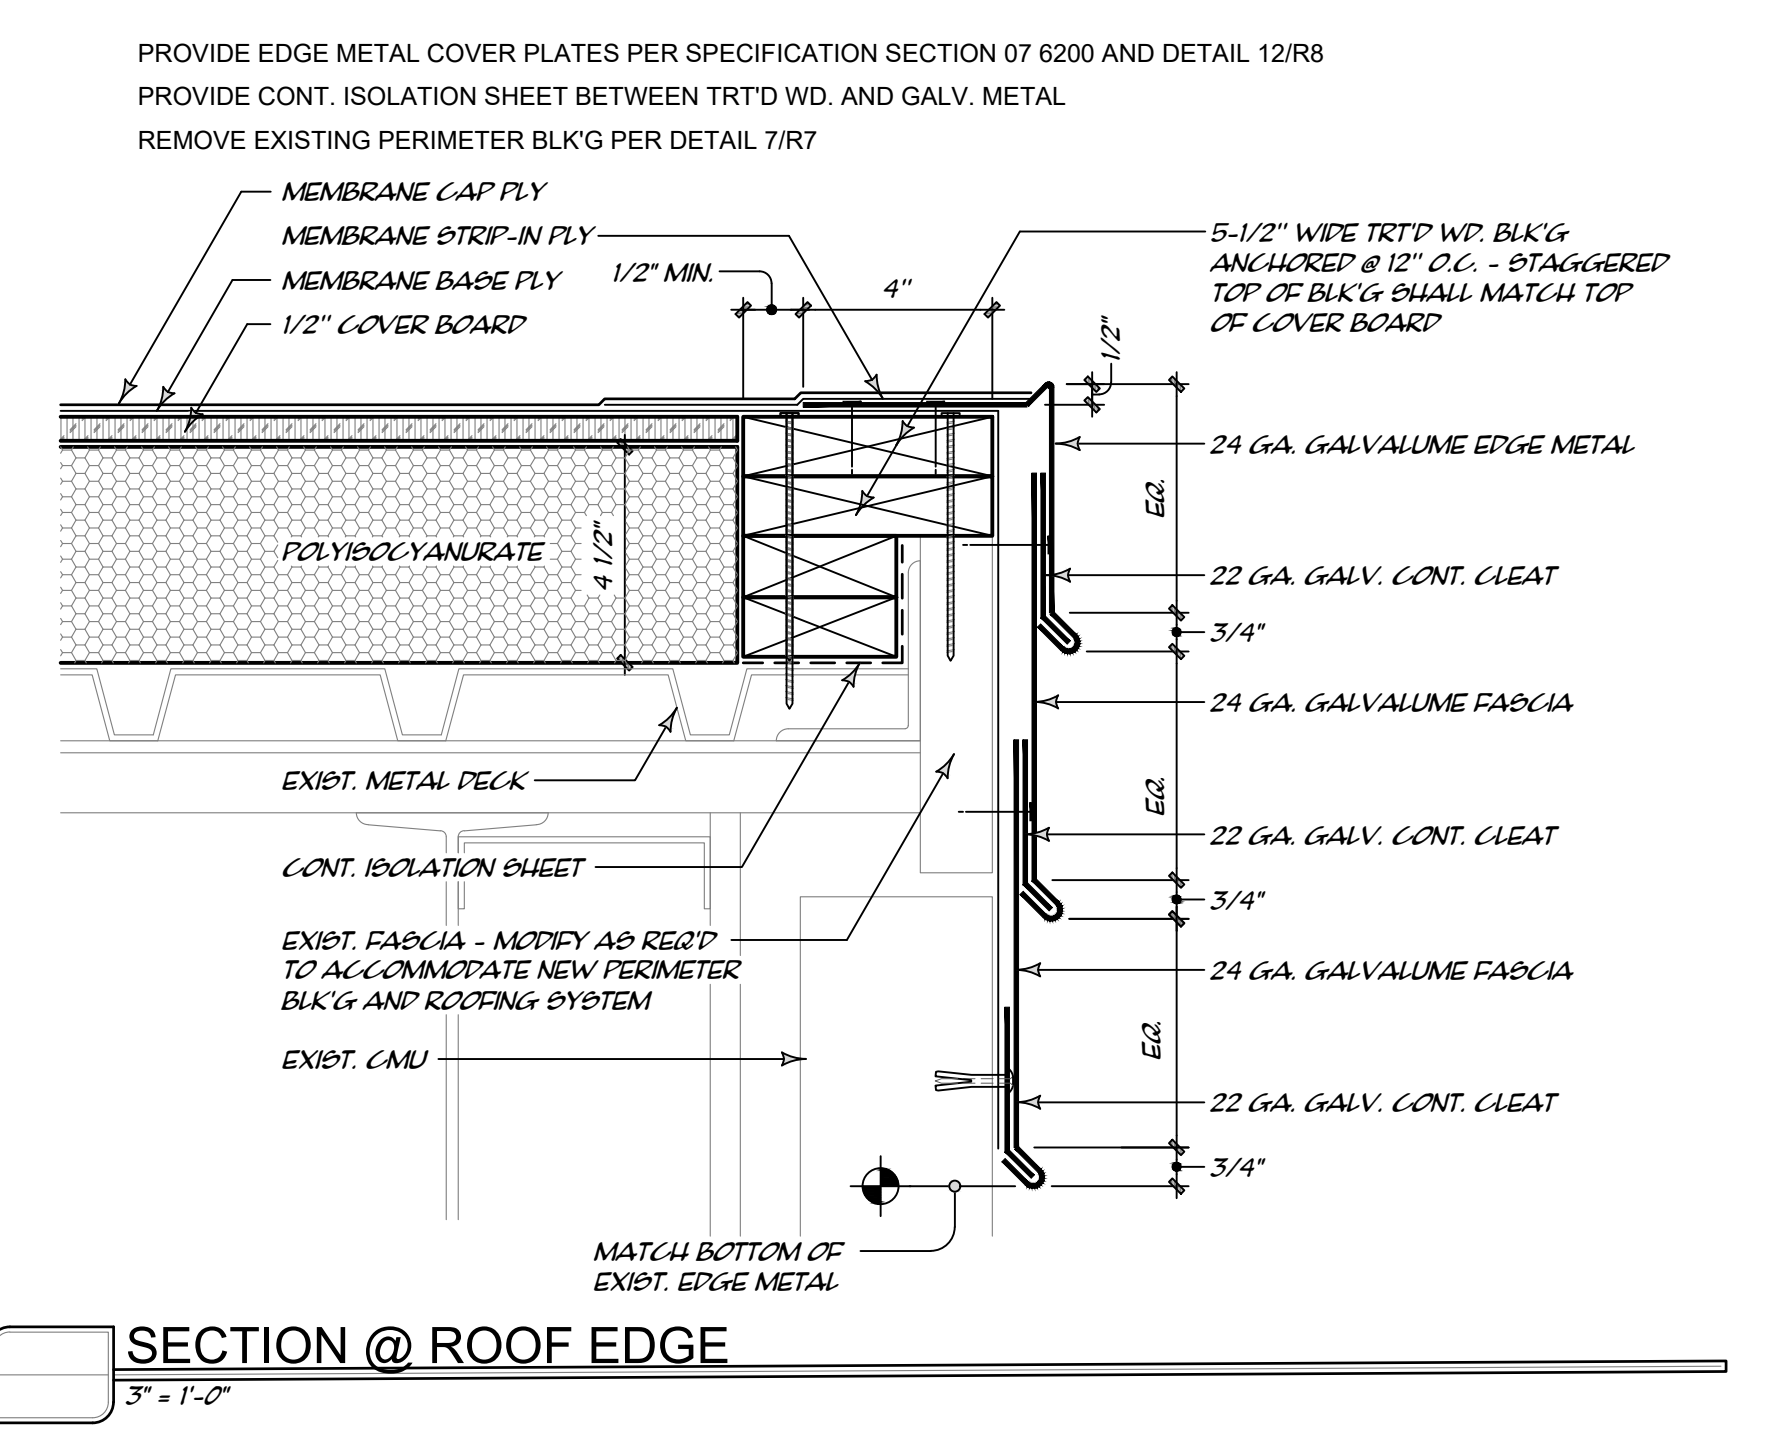 PROVIDE EDGE METAL COVER PLATES PER SPECIFICATION SECTION 07 6200 AND DETAIL 12/R8
PROVIDE CONT. ISOLATION SHEET BETWEEN TRT'D WD. AND GALV. METAL
REMOVE EXISTING PERIMETER BLK'G PER DETAIL 7/R7
MEMBRANE CAP PLY
MEMBRANE STRIP-IN PLY
MEMBRANE BASE PLY
1/2" COVER BOARD
1/2" MIN.
4"
5-1/2" WIDE TRT'D WD. BLK'G
ANCHORED @ 12" O.C. - STAGGERED
TOP OF BLK'G SHALL MATCH TOP
OF COVER BOARD
1/2"
24 GA. GALVALUME EDGE METAL
EQ.
POLYISOCYANURATE
4 1/2"
22 GA. GALV. CONT. CLEAT
3/4"
24 GA. GALVALUME FASCIA
EXIST. METAL DECK
EQ.
22 GA. GALV. CONT. CLEAT
CONT. ISOLATION SHEET
3/4"
EXIST. FASCIA - MODIFY AS REQ'D
TO ACCOMMODATE NEW PERIMETER
BLK'G AND ROOFING SYSTEM
24 GA. GALVALUME FASCIA
EQ.
EXIST. CMU
22 GA. GALV. CONT. CLEAT
3/4"
MATCH BOTTOM OF
EXIST. EDGE METAL
SECTION @ ROOF EDGE
3" = 1'-0"